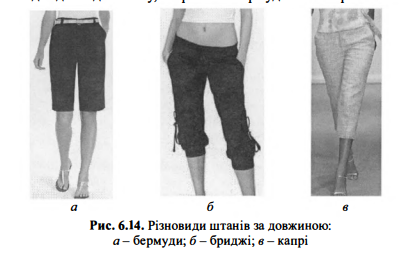 а б в
Рис. 6.14. Різновиди штанів за довжиною:
а – бермуди; б – бриджі; в – капрі